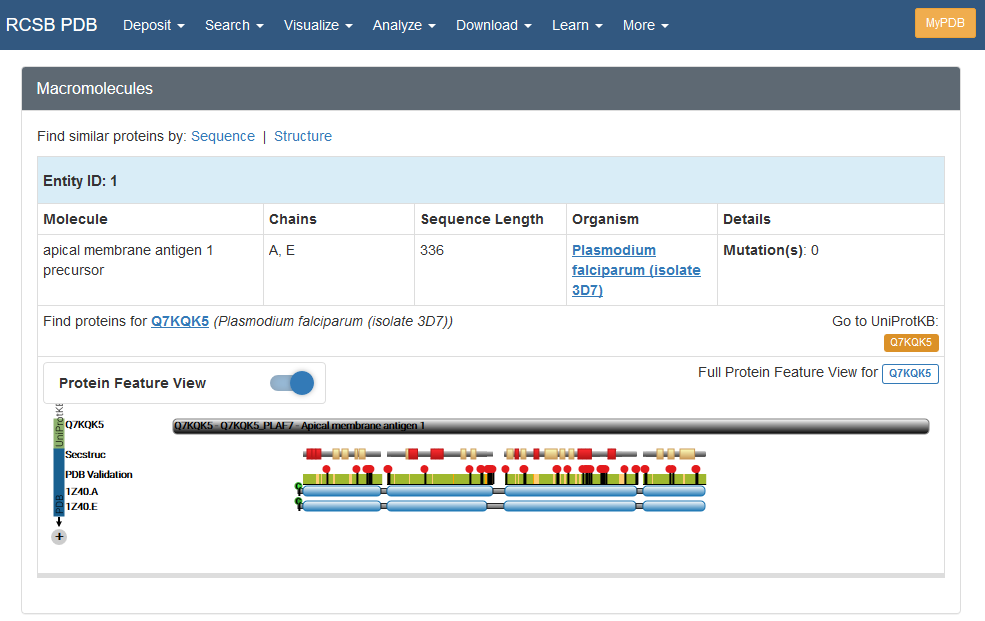 RCSB PDB Deposit Search Visualize Analyze Download Learn More MyPDB
Macromolecules
Find similar proteins by: Sequence | Structure
Entity ID: 1
Molecule Chains Sequence Length Organism Details
apical membrane antigen 1 A, E 336 Plasmodium Mutation(s): 0
precursor falciparum (isolate
3D7)
Find proteins for Q7KQK5 (Plasmodium falciparum (isolate 3D7)) Go to UniProtKB:
Q7KQK5
Protein Feature View Full Protein Feature View for Q7KQK5
UniProtKB
Q7KQK5 Q7KQK5 - Q7KQK5_PLAF7 - Apical membrane antigen 1
Secstruc
PDB Validation
PDB
1Z40.A
1Z40.E
+